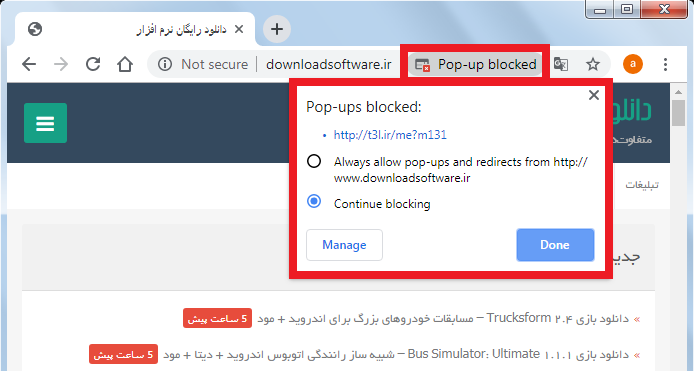 دانلود رایگان نرم افزار
Not secure | downloadsoftware.ir
Pop-up blocked
a
Pop-ups blocked:
• http://t3l.ir/me?m131
Always allow pop-ups and redirects from http://
www.downloadsoftware.ir
Continue blocking
Manage
Done
تبلیغات
» دانلود بازی Trucksform ۲.۴ – مسابقات خودروهای بزرگ برای اندروید + مود 5 ساعت پیش
» دانلود بازی Bus Simulator: Ultimate ۱.۱.۱ – شبیه ساز رانندگی اتوبوس اندروید + دیتا + مود 5 ساعت پیش